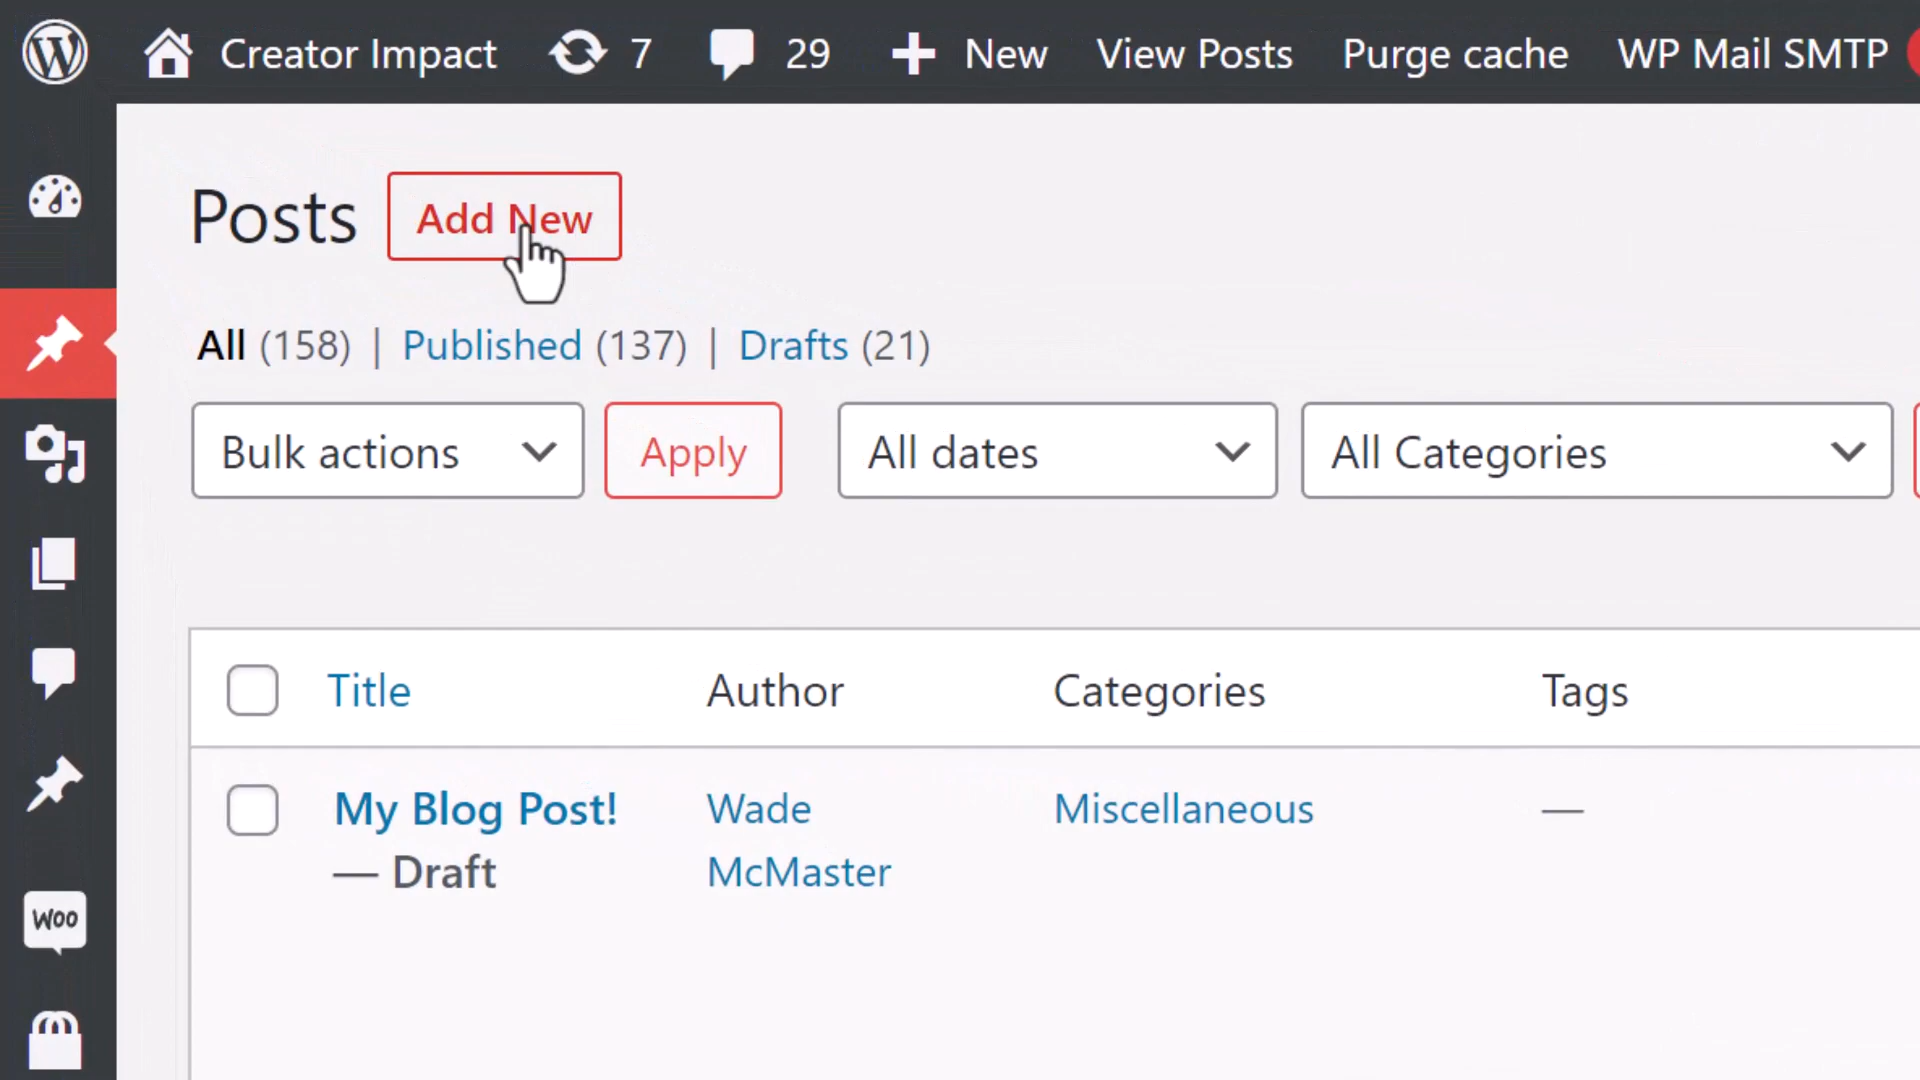 Creator Impact 7 29 New View Posts Purge cache WP Mail SMTP
Posts Add New
All (158) | Published (137) | Drafts (21)
Bulk actions Apply All dates All Categories
Title Author Categories Tags
My Blog Post! Wade Miscellaneous —
— Draft McMaster
Woo